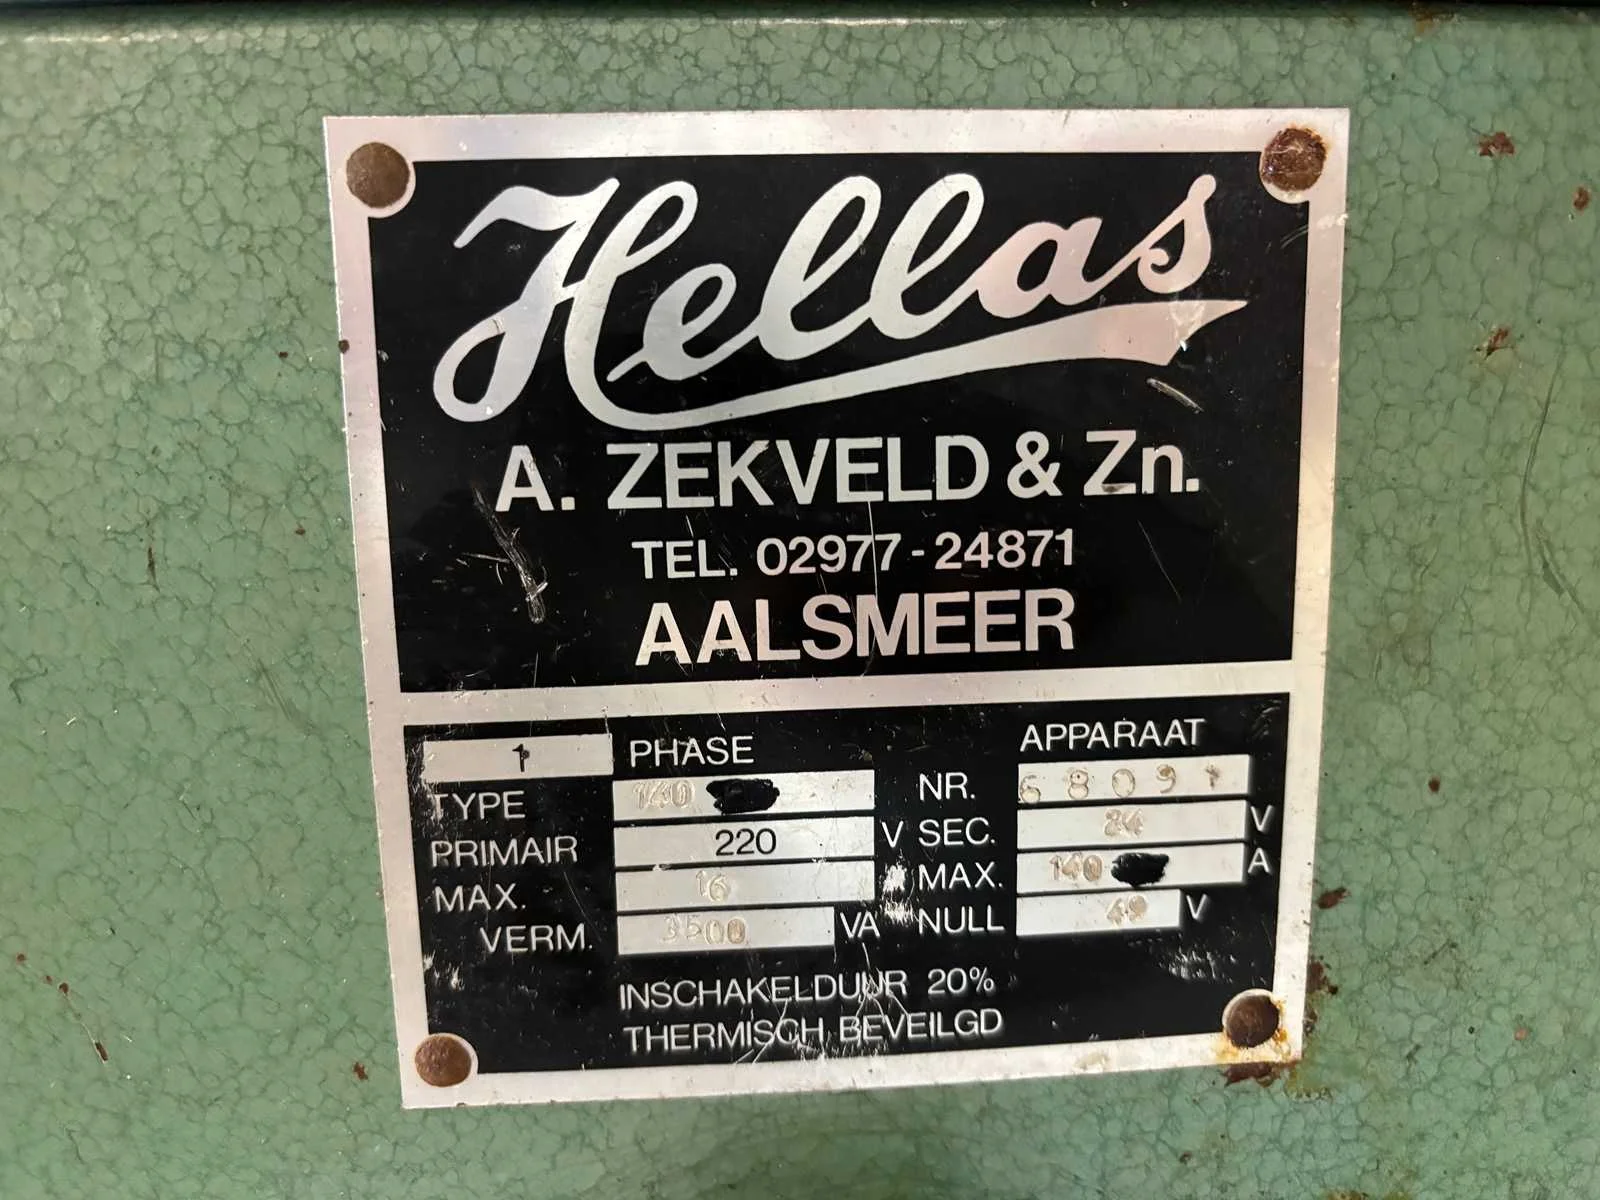 Hellas
A. ZEKVELD & Zn.
TEL. 02977-24871
AALSMEER
1 PHASE APPARAAT
TYPE 140 NR. 68091
PRIMAIR 220 V SEC. 24 V
MAX. 16 A MAX. 140 A
VERM. 3500 VA NULL 49 V
INSCHAKELDUUR 20%
THERMISCH BEVEILGD